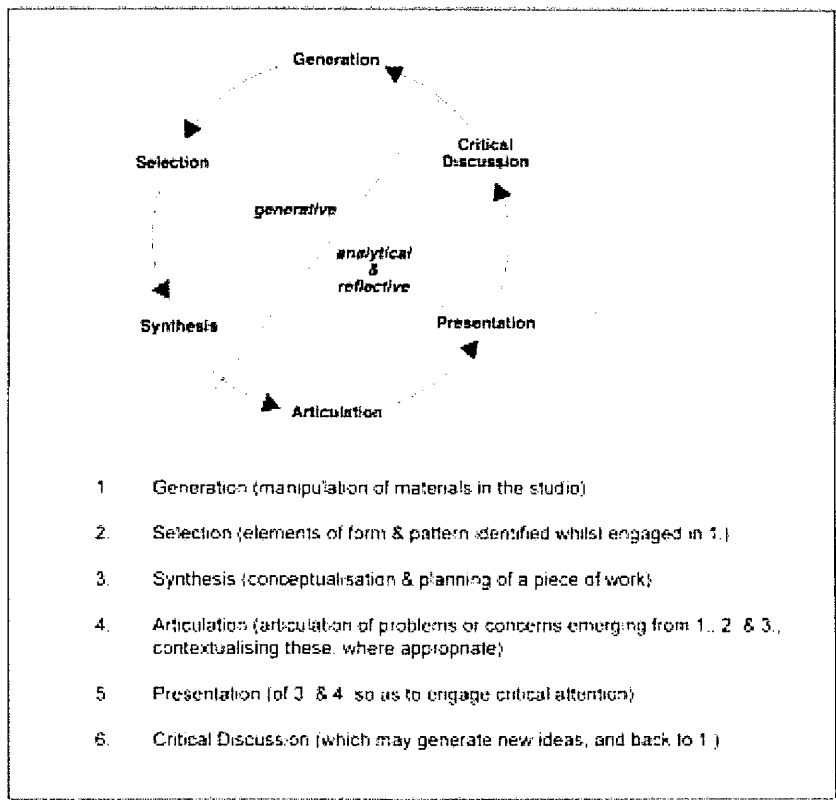 Generation
Critical
Discussion
Selection
generative
analytical
&
reflective
Synthesis
Presentation
Articulation
1 Generation (manipulation of materials in the studio)
2. Selection (elements of form & pattern identified whilst engaged in 1.)
3. Synthesis (conceptualisation & planning of a piece of work)
4. Articulation (articulation of problems or concerns emerging from 1., 2. & 3.,
contextualising these, where appropriate)
5 Presentation (of 3 & 4 so as to engage critical attention)
6. Critical Discussion (which may generate new ideas, and back to 1.)